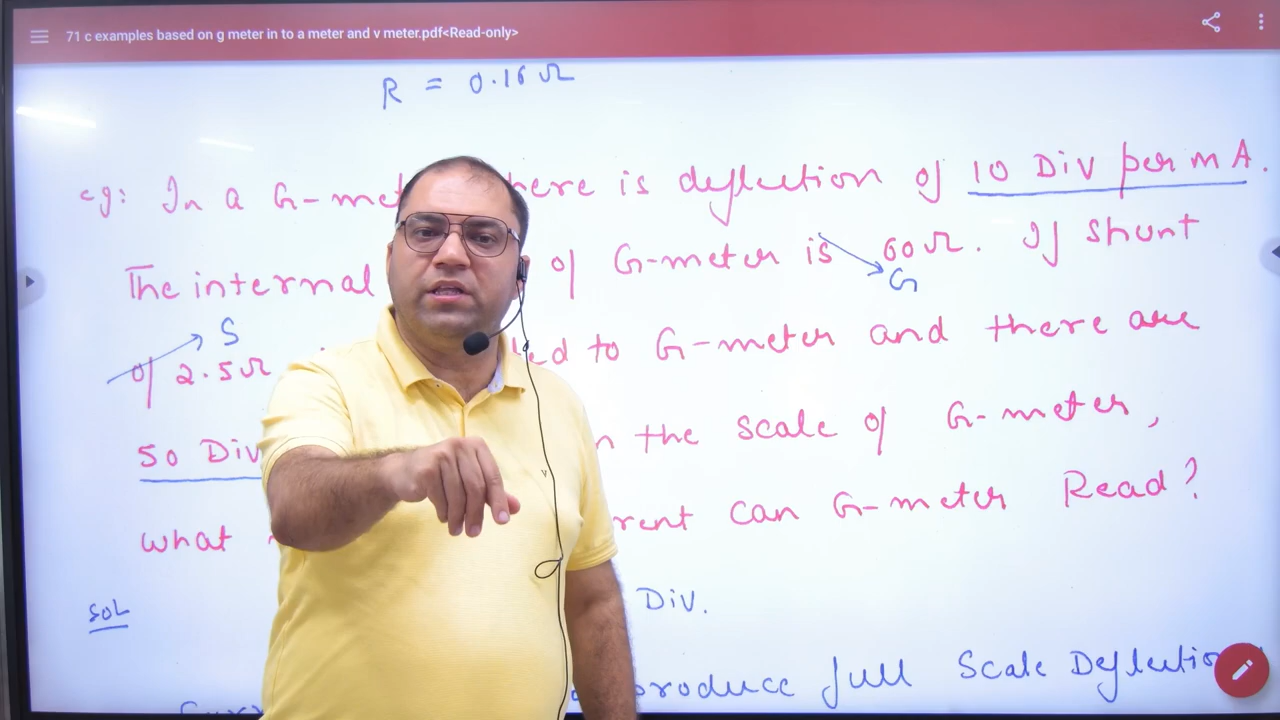 71 c examples based on g meter in to a meter and v meter.pdf<Read-only>
R = 0.16 Ω
eg: In a G-me here is deflection of 10 Div per mA.
The internal of G-meter is 60 Ω. If shunt
G
S
of 2.5 Ω ed to G-meter and there are
50 Div n the scale of G-meter,
what rent can G-meter Read?
Sol Div.
produce full Scale Deflectio